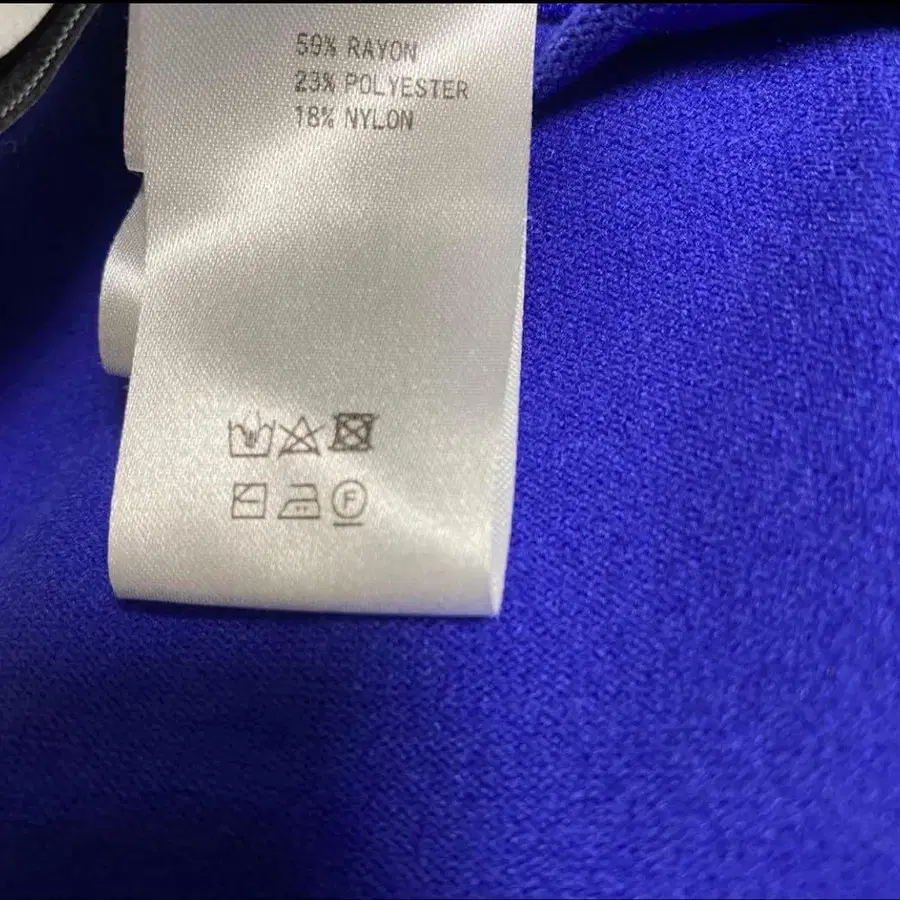 59% RAYON
23% POLYESTER
18% NYLON
F